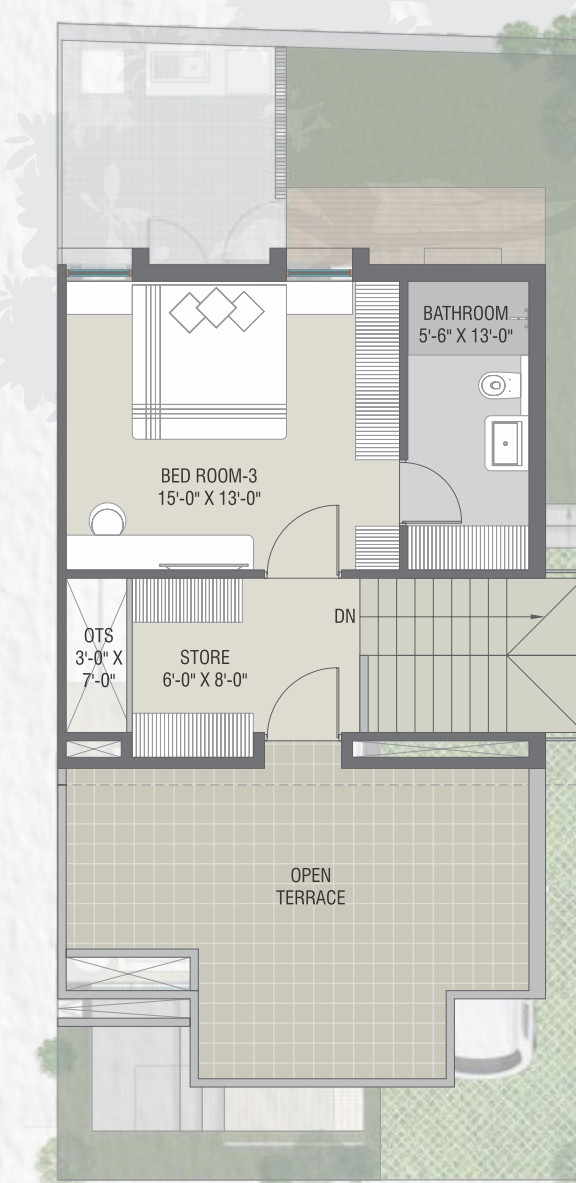 BATHROOM
5'-6" X 13'-0"
BED ROOM-3
15'-0" X 13'-0"
DN
OTS
3'-0" X
7'-0"
STORE
6'-0" X 8'-0"
OPEN
TERRACE